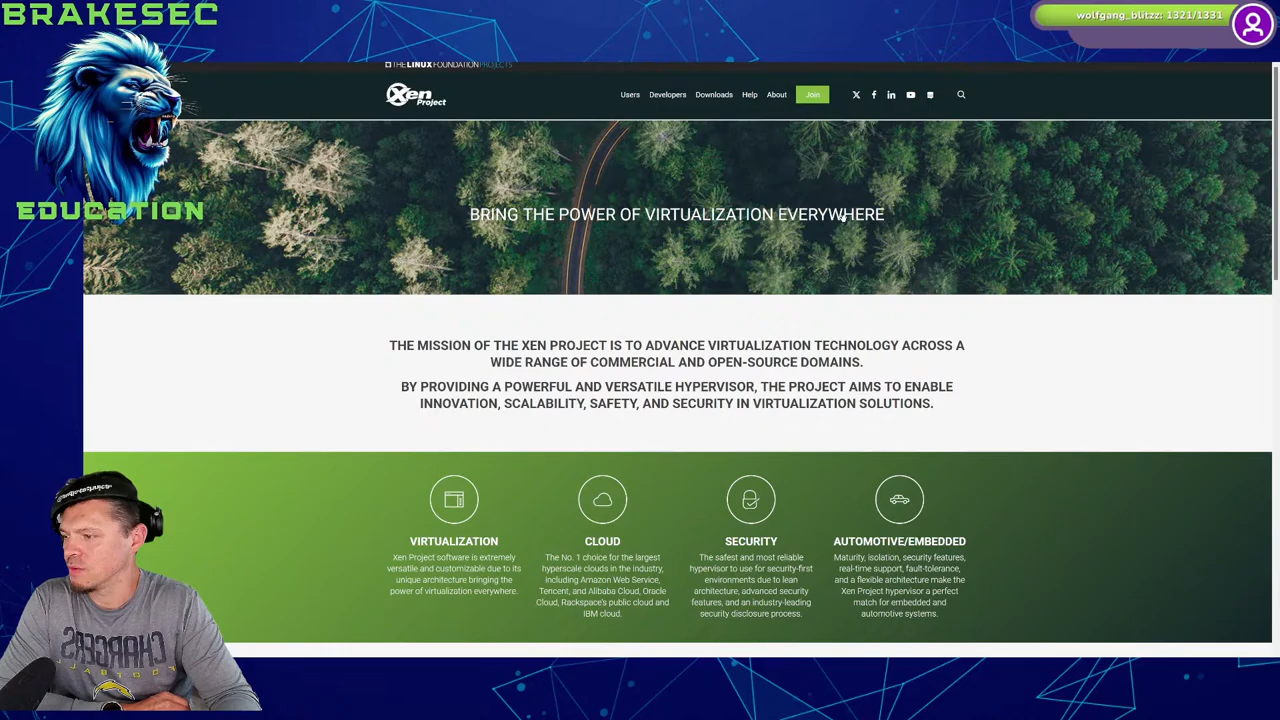 BRAKESEC
EDUCATION
wolfgang_blitzz: 1321/1331
THE LINUX FOUNDATION PROJECTS
Xen Project
Users Developers Downloads Help About Join
BRING THE POWER OF VIRTUALIZATION EVERYWHERE
THE MISSION OF THE XEN PROJECT IS TO ADVANCE VIRTUALIZATION TECHNOLOGY ACROSS A
WIDE RANGE OF COMMERCIAL AND OPEN-SOURCE DOMAINS.
BY PROVIDING A POWERFUL AND VERSATILE HYPERVISOR, THE PROJECT AIMS TO ENABLE
INNOVATION, SCALABILITY, SAFETY, AND SECURITY IN VIRTUALIZATION SOLUTIONS.
VIRTUALIZATION
Xen Project software is extremely
versatile and customizable due to its
unique architecture bringing the
power of virtualization everywhere.
CLOUD
The No. 1 choice for the largest
hyperscale clouds in the industry,
including Amazon Web Service,
Tencent, and Alibaba Cloud, Oracle
Cloud, Rackspace's public cloud and
IBM cloud.
SECURITY
The safest and most reliable
hypervisor to use for security-first
environments due to lean
architecture, advanced security
features, and an industry-leading
security disclosure process.
AUTOMOTIVE/EMBEDDED
Maturity, isolation, security features,
real-time support, fault-tolerance,
and a flexible architecture make the
Xen Project hypervisor a perfect
match for embedded and
automotive systems.
CHARGERS
FOOTBALL